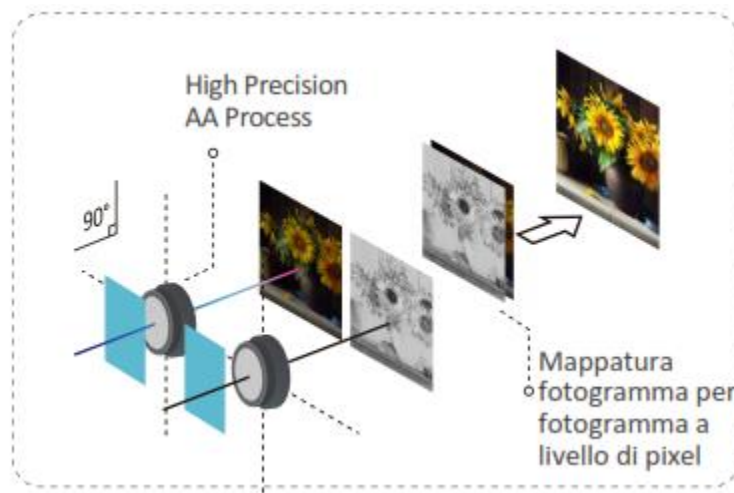 High Precision
AA Process
90°
Mappatura
fotogramma per
fotogramma a
livello di pixel